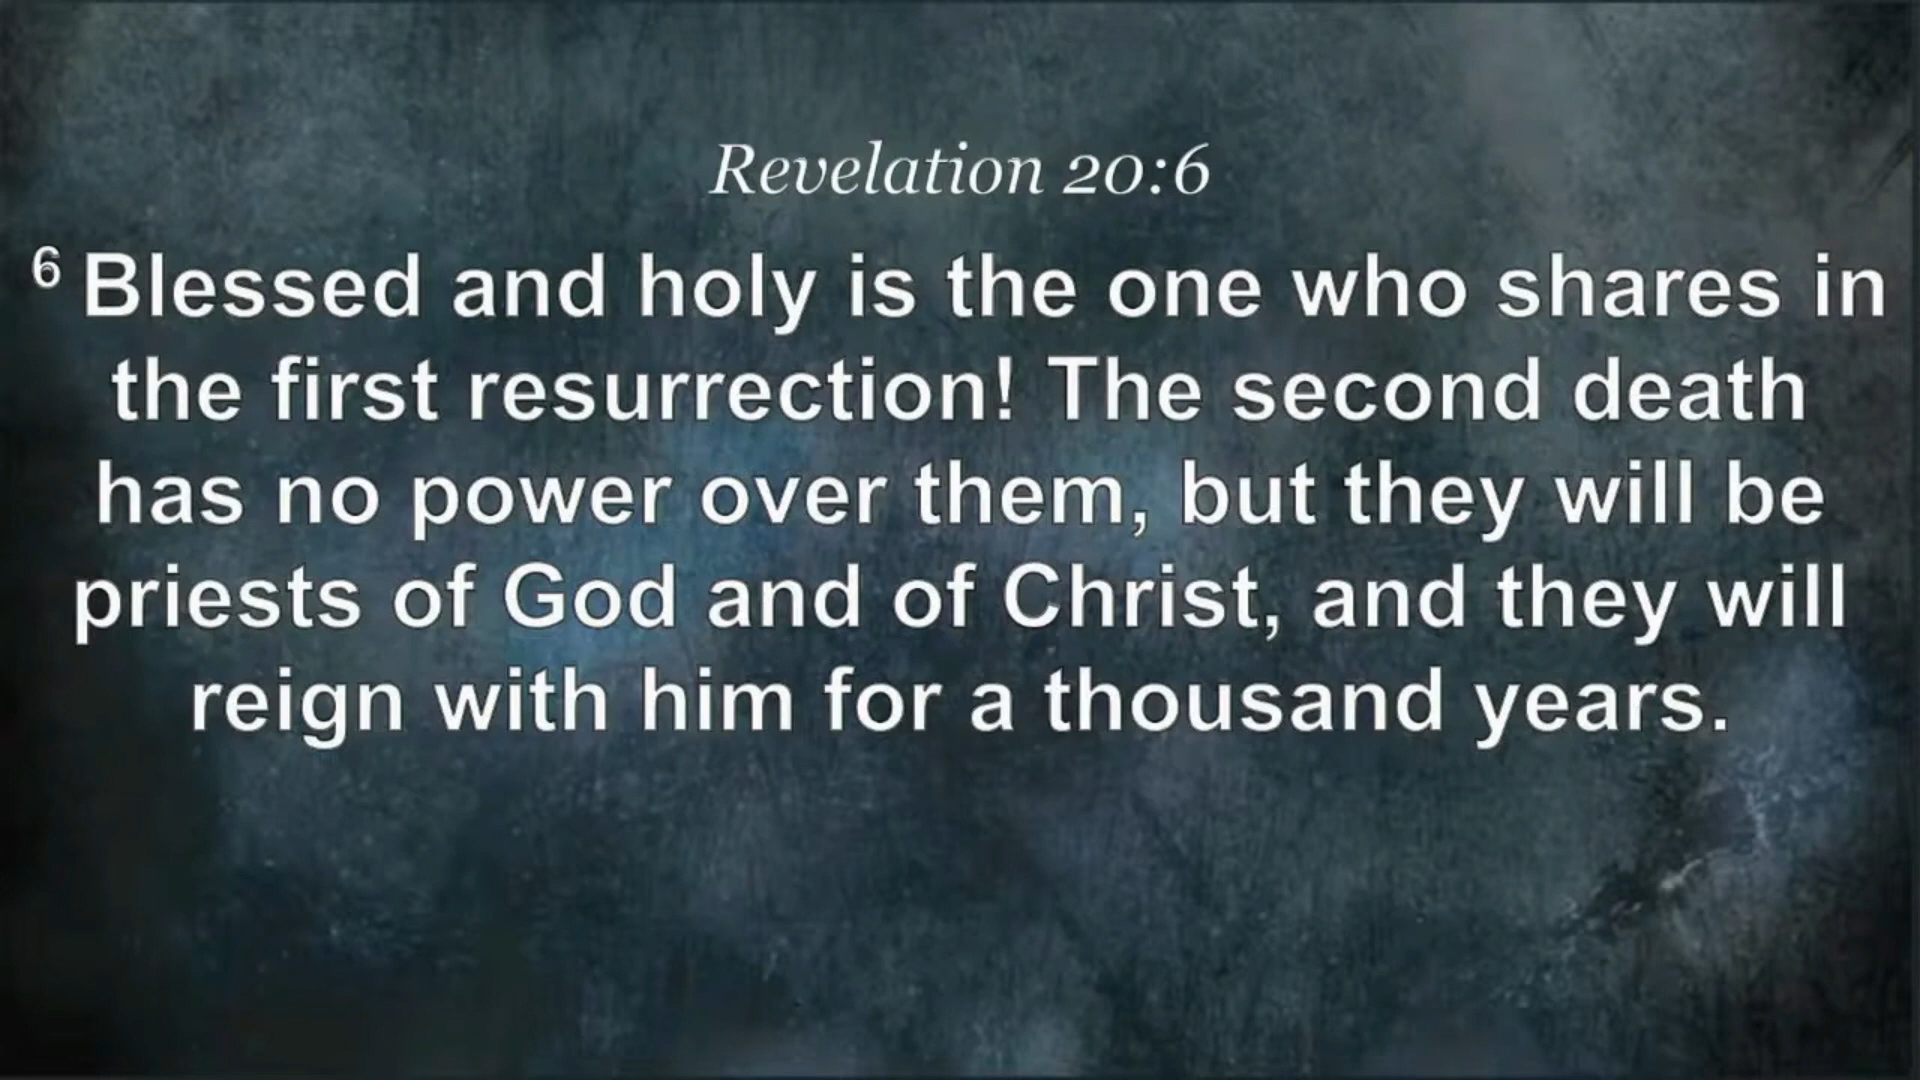 Revelation 20:6
6 Blessed and holy is the one who shares in
the first resurrection! The second death
has no power over them, but they will be
priests of God and of Christ, and they will
reign with him for a thousand years.